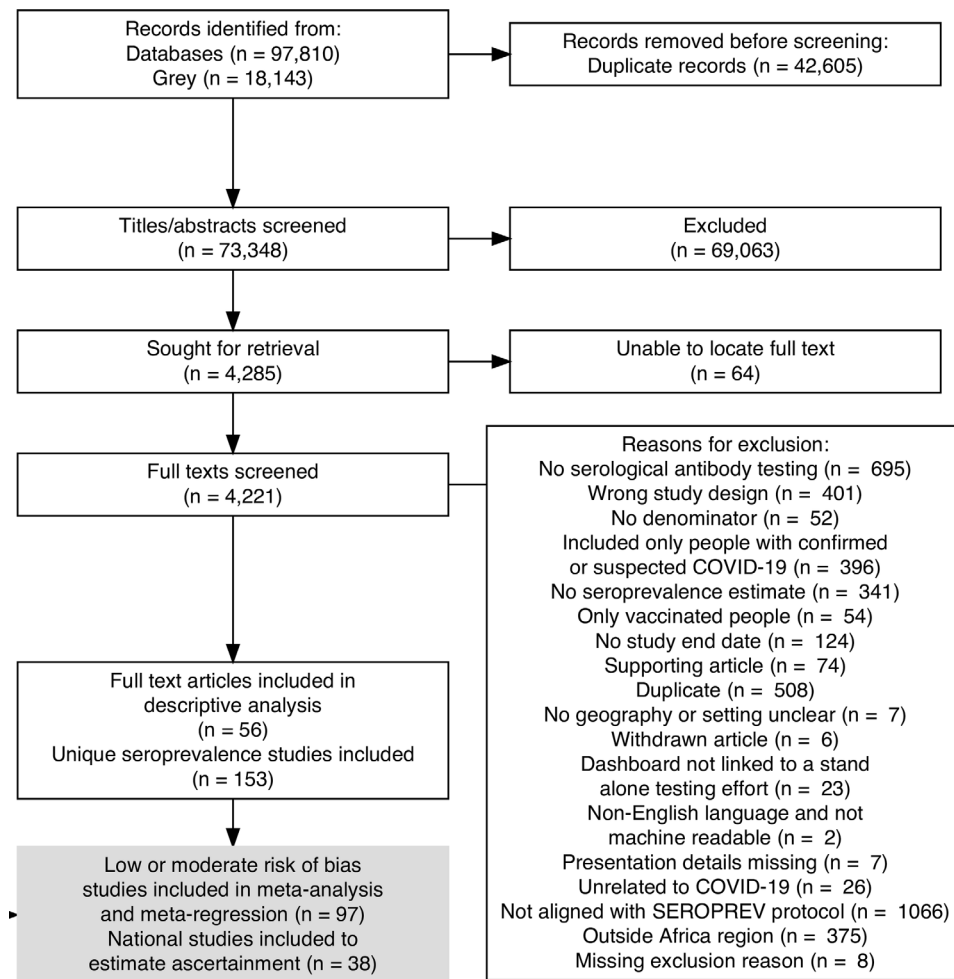 Records identified from:
Databases (n = 97,810)
Grey (n = 18,143)
Records removed before screening:
Duplicate records (n = 42,605)
Titles/abstracts screened
(n = 73,348)
Excluded
(n = 69,063)
Sought for retrieval
(n = 4,285)
Unable to locate full text
(n = 64)
Full texts screened
(n = 4,221)
Reasons for exclusion:
No serological antibody testing (n = 695)
Wrong study design (n = 401)
No denominator (n = 52)
Included only people with confirmed
or suspected COVID-19 (n = 396)
No seroprevalence estimate (n = 341)
Only vaccinated people (n = 54)
No study end date (n = 124)
Supporting article (n = 74)
Duplicate (n = 508)
No geography or setting unclear (n = 7)
Withdrawn article (n = 6)
Dashboard not linked to a stand
alone testing effort (n = 23)
Non-English language and not
machine readable (n = 2)
Presentation details missing (n = 7)
Unrelated to COVID-19 (n = 26)
Not aligned with SEROPREV protocol (n = 1066)
Outside Africa region (n = 375)
Missing exclusion reason (n = 8)
Full text articles included in
descriptive analysis
(n = 56)
Unique seroprevalence studies included
(n = 153)
Low or moderate risk of bias
studies included in meta-analysis
and meta-regression (n = 97)
National studies included to
estimate ascertainment (n = 38)